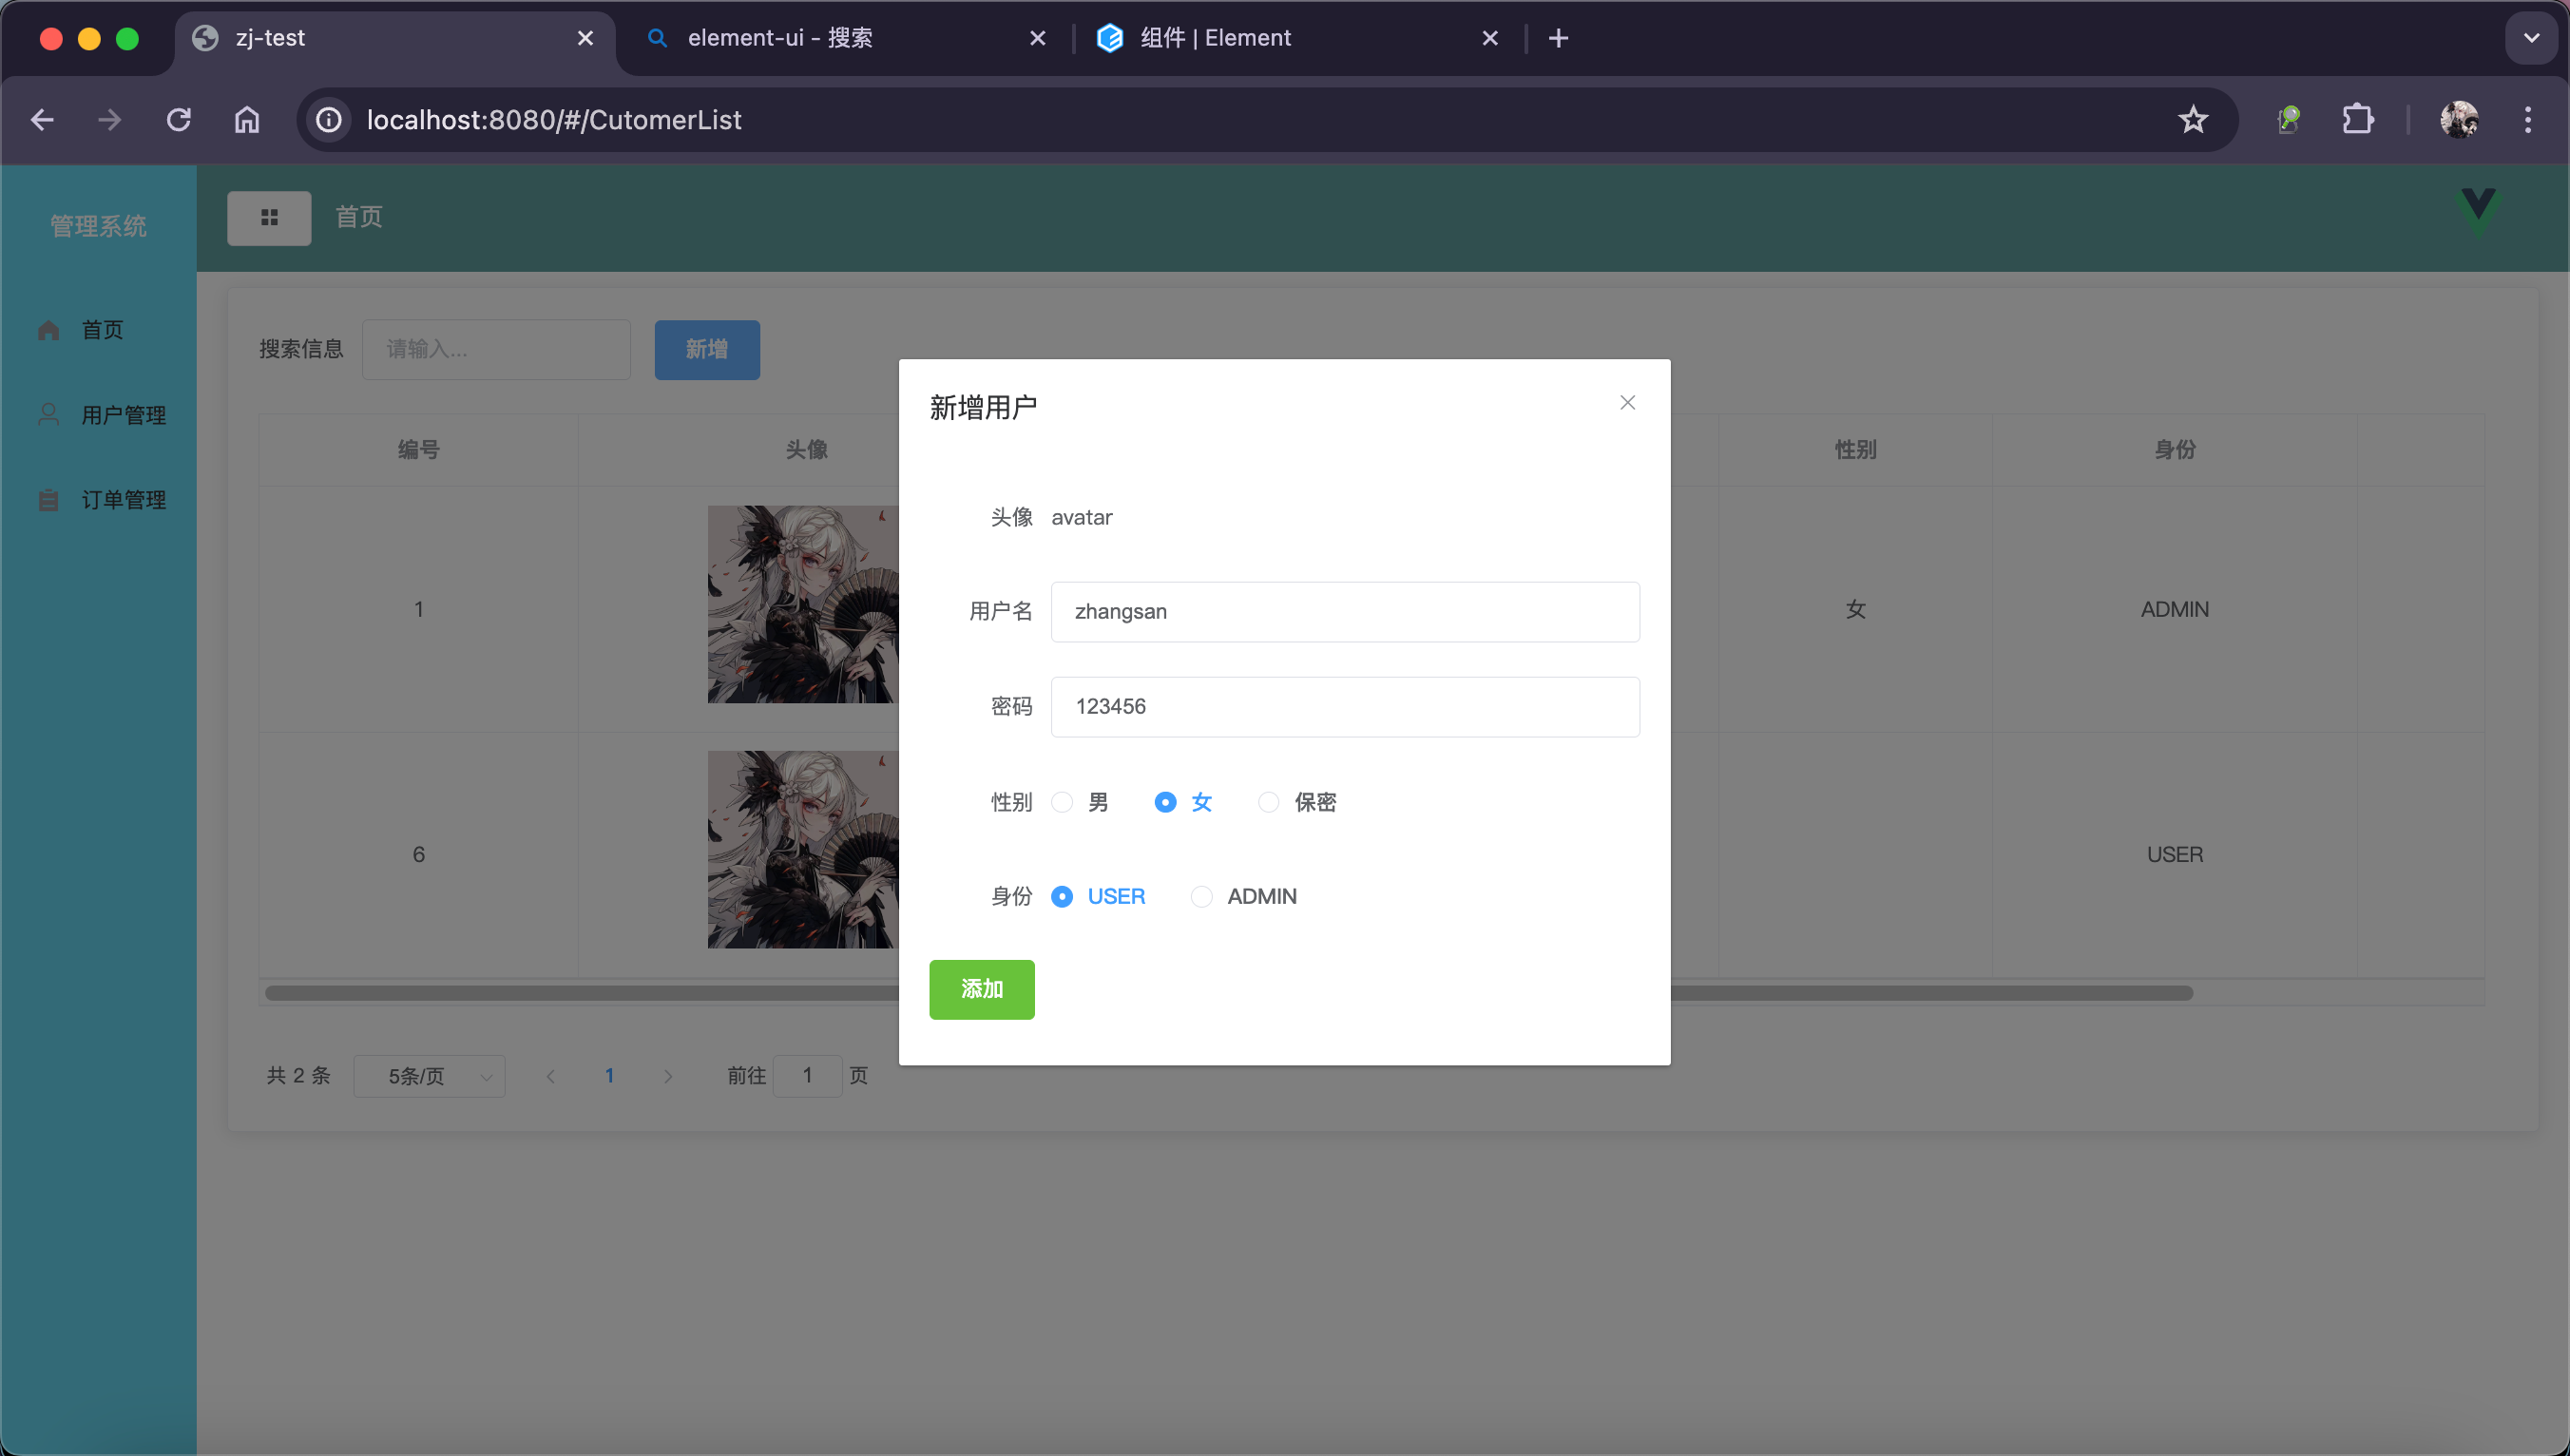 zj-test
element-ui - 搜索
组件 | Element
localhost:8080/#/CutomerList
管理系统
首页
首页
用户管理
订单管理
搜索信息
请输入...
新增
编号
头像
性别
身份
1
女
ADMIN
6
USER
共 2 条
5条/页
1
前往
1
页
新增用户
头像
avatar
用户名
zhangsan
密码
123456
性别
男
女
保密
身份
USER
ADMIN
添加